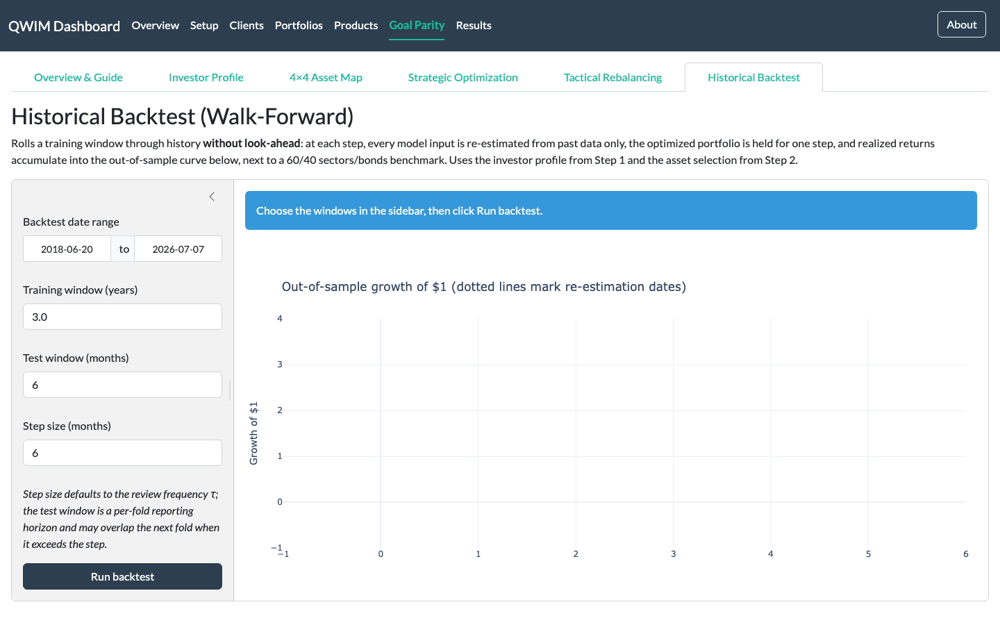 QWIM Dashboard Overview Setup Clients Portfolios Products Goal Parity Results About
Overview & Guide Investor Profile 4×4 Asset Map Strategic Optimization Tactical Rebalancing Historical Backtest
Historical Backtest (Walk-Forward)
Rolls a training window through history without look-ahead: at each step, every model input is re-estimated from past data only, the optimized portfolio is held for one step, and realized returns
accumulate into the out-of-sample curve below, next to a 60/40 sectors/bonds benchmark. Uses the investor profile from Step 1 and the asset selection from Step 2.
Backtest date range
2018-06-20 to 2026-07-07
Training window (years)
3.0
Test window (months)
6
Step size (months)
6
Step size defaults to the review frequency τ;
the test window is a per-fold reporting
horizon and may overlap the next fold when
it exceeds the step.
Run backtest
Choose the windows in the sidebar, then click Run backtest.
Out-of-sample growth of $1 (dotted lines mark re-estimation dates)
Growth of $1
4
3
2
1
0
−1
−1 0 1 2 3 4 5 6